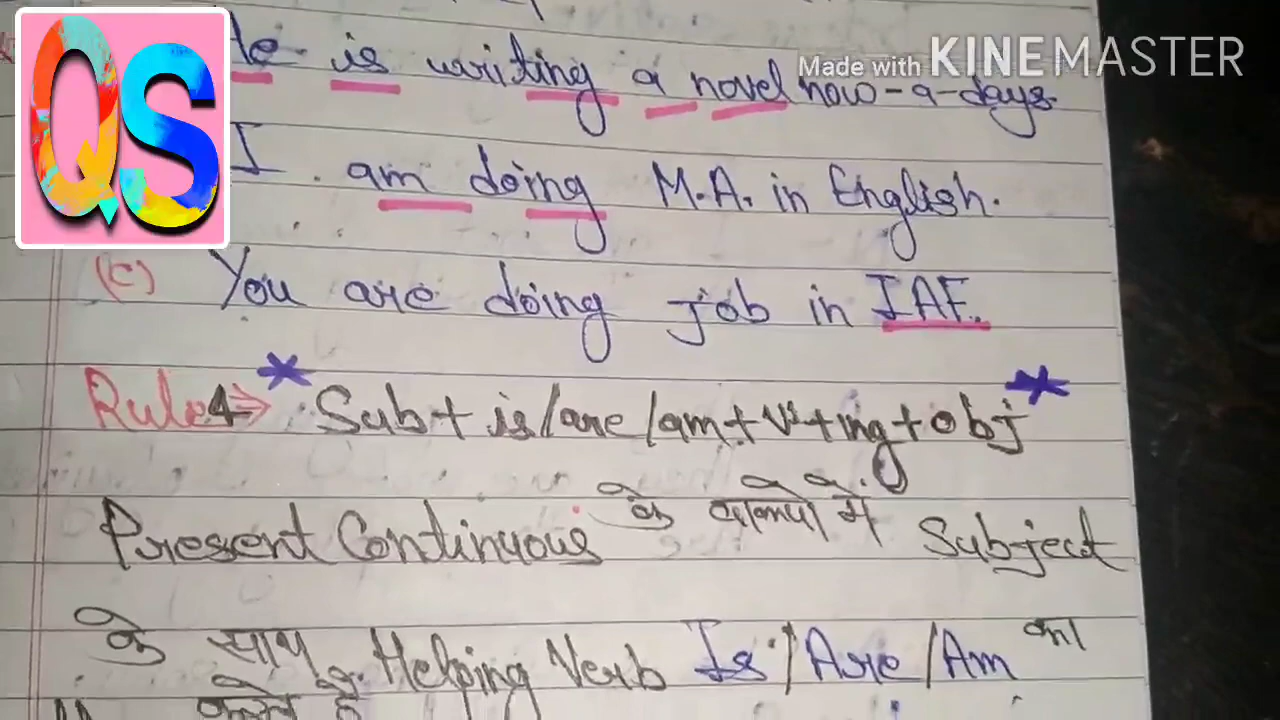 QS
Made with KINEMASTER
He is writing a novel now-a-days.
I am doing M.A. in English.
(C) You are doing job in IAF.
Rule 4 ⇒ * Sub + is/are/am + V¹ + ing + obj *
Present Continuous के वाक्यों में Subject
के साथ Helping Verb Is/Are/Am का
करते हैं